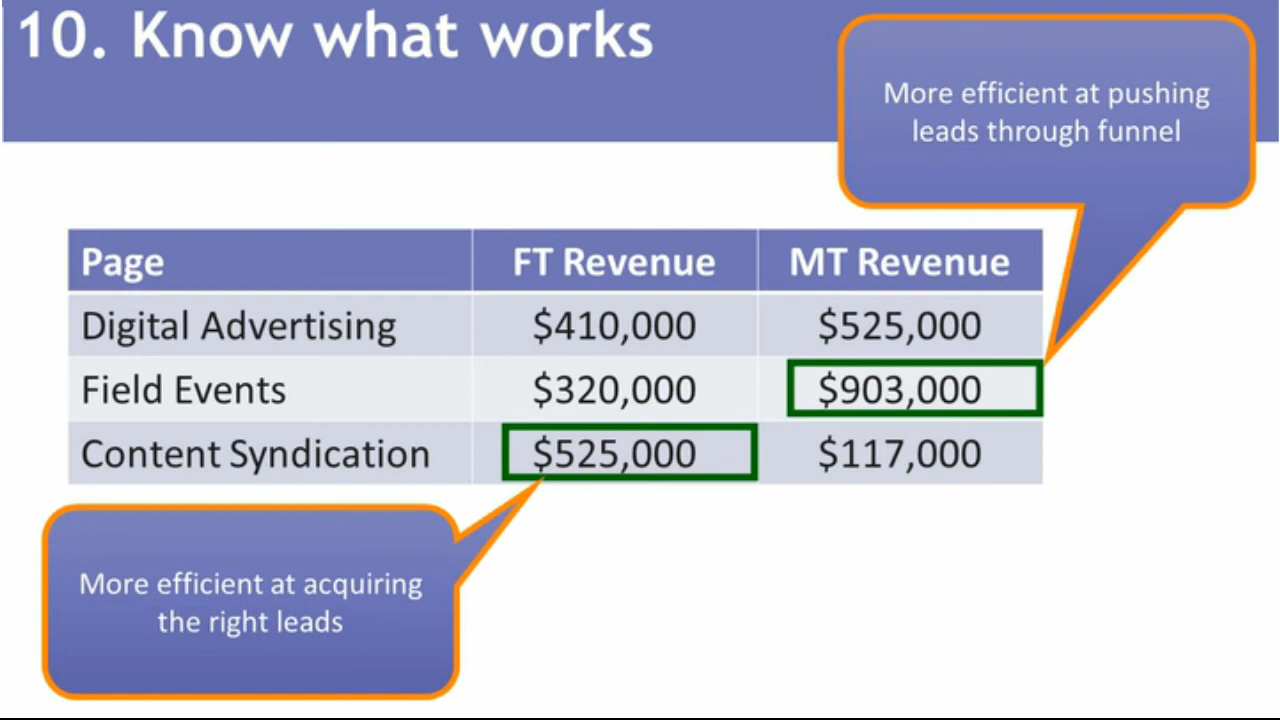 10. Know what works
More efficient at pushing
leads through funnel
Page FT Revenue MT Revenue
Digital Advertising $410,000 $525,000
Field Events $320,000 $903,000
Content Syndication $525,000 $117,000
More efficient at acquiring
the right leads